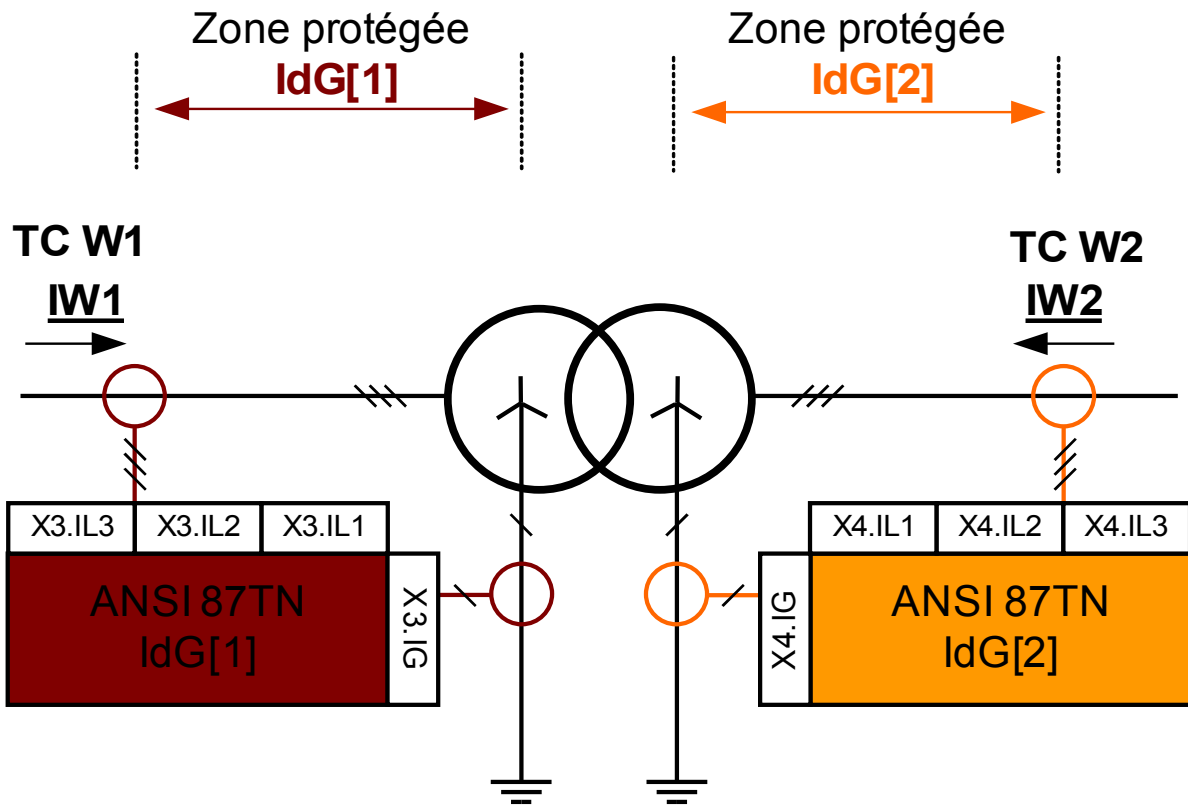 Zone protégée
IdG[1]
Zone protégée
IdG[2]
TC W1
IW1
TC W2
IW2
X3.IL3 X3.IL2 X3.IL1
ANSI 87TN
IdG[1]
X3.IG
X4.IL1 X4.IL2 X4.IL3
X4.IG
ANSI 87TN
IdG[2]